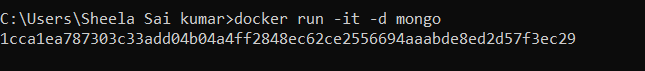 C:\Users\Sheela Sai kumar>docker run -it -d mongo
1cca1ea787303c33add04b04a4ff2848ec62ce2556694aaabde8ed2d57f3ec29